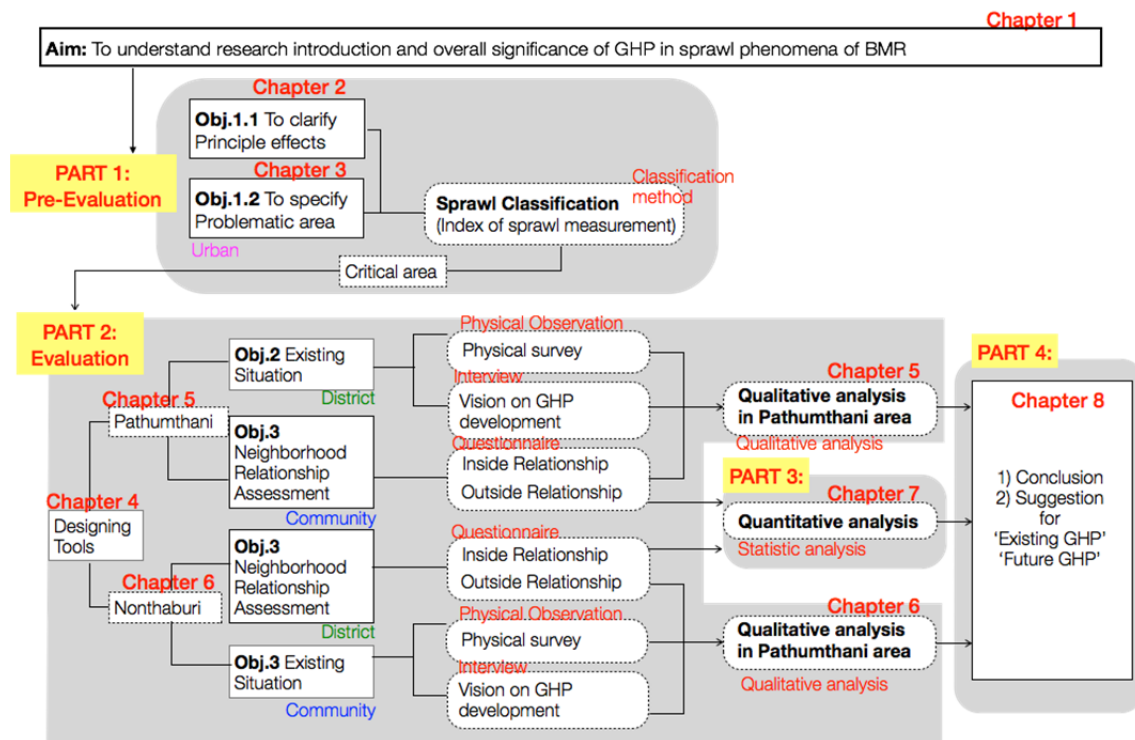 Chapter 1
Aim: To understand research introduction and overall significance of GHP in sprawl phenomena of BMR
Chapter 2
Obj.1.1 To clarify
Principle effects
PART 1:
Pre-Evaluation
Chapter 3
Obj.1.2 To specify
Problematic area
Urban
Classification
method
Sprawl Classification
(Index of sprawl measurement)
Critical area
PART 2:
Evaluation
Chapter 4
Designing
Tools
Chapter 5
Pathumthani
Obj.2 Existing
Situation
District
Obj.3
Neighborhood
Relationship
Assessment
Community
Physical Observation
Physical survey
Interview
Vision on GHP
development
Questionnaire
Inside Relationship
Outside Relationship
Chapter 5
Qualitative analysis
in Pathumthani area
Qualitative analysis
PART 3:
Chapter 7
Quantitative analysis
Statistic analysis
Chapter 6
Nonthaburi
Obj.3
Neighborhood
Relationship
Assessment
District
Obj.3 Existing
Situation
Community
Questionnaire
Inside Relationship
Outside Relationship
Physical Observation
Physical survey
Interview
Vision on GHP
development
Chapter 6
Qualitative analysis
in Pathumthani area
Qualitative analysis
PART 4:
Chapter 8
1) Conclusion
2) Suggestion
for
‘Existing GHP’
‘Future GHP’